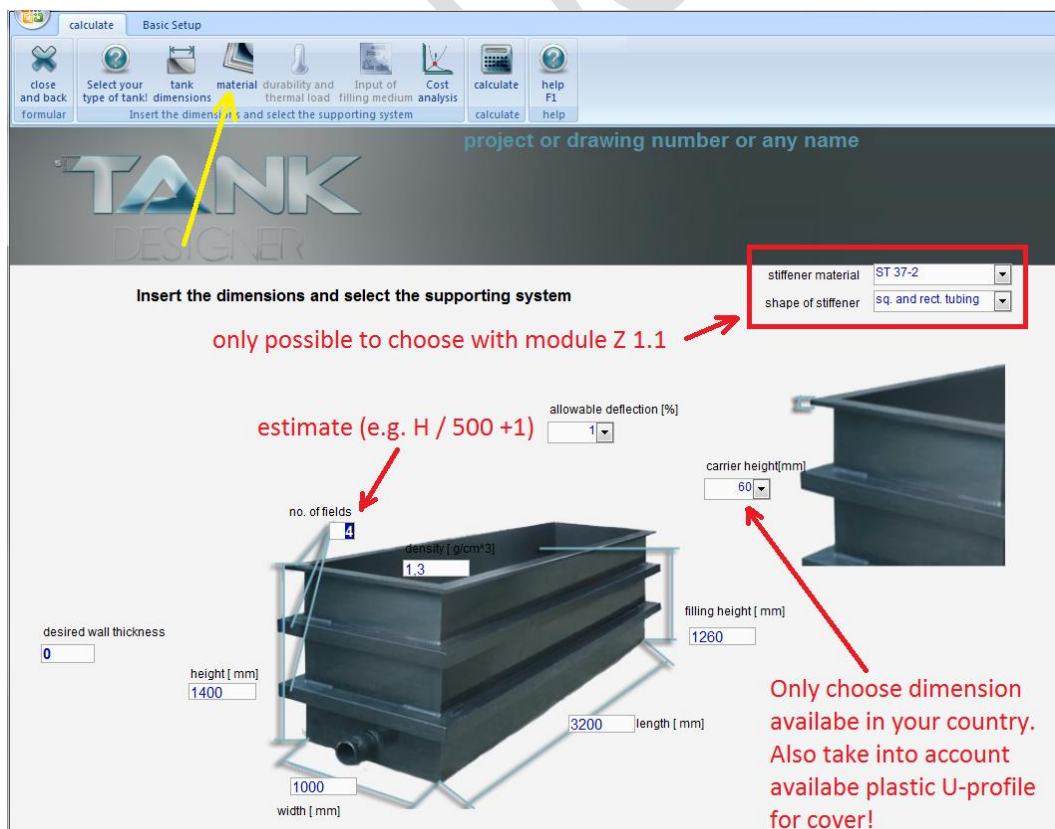 calculate Basic Setup
close
and back
Select your
type of tank!
tank
dimensions
material
durability and
thermal load
Input of
filling medium
Cost
analysis
calculate
help
F1
formular
Insert the dimensions and select the supporting system
calculate
help
project or drawing number or any name
ST
TANK
DESIGNER
stiffener material ST 37-2
Insert the dimensions and select the supporting system
shape of stiffener sq. and rect. tubing
only possible to choose with module Z 1.1
allowable deflection [%]
1
estimate (e.g. H / 500 +1)
carrier height[mm]
60
no. of fields
4
density [ g/cm^3]
1,3
filling height [ mm]
1260
desired wall thickness
0
height [ mm]
1400
3200 length [ mm]
1000
width [ mm]
Only choose dimension
availabe in your country.
Also take into account
availabe plastic U-profile
for cover!